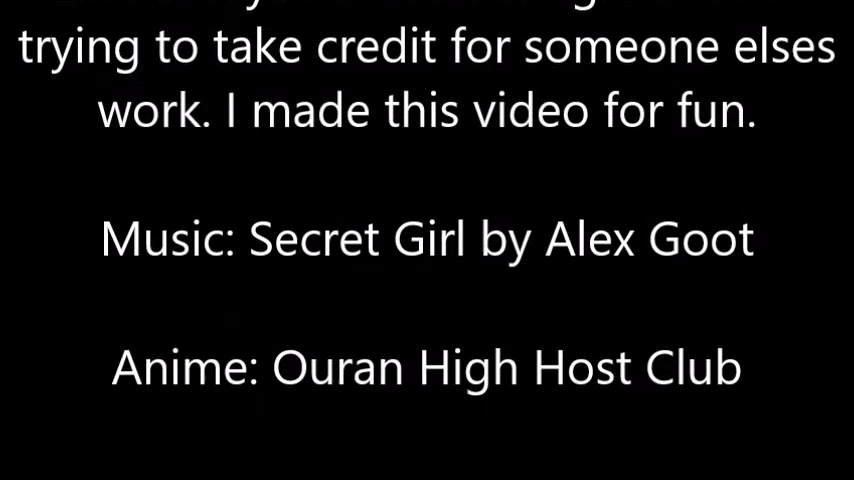 trying to take credit for someone elses
work. I made this video for fun.
Music: Secret Girl by Alex Goot
Anime: Ouran High Host Club